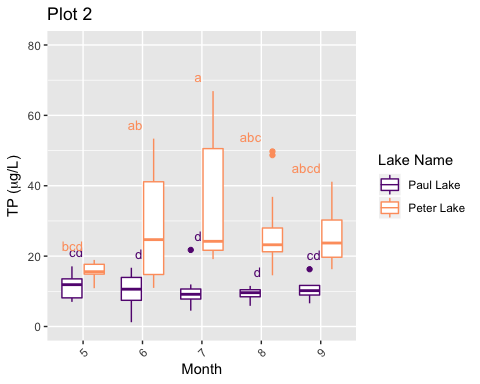 Plot 2
80
60
40
20
0
TP (µg/L)
bcd
cd
ab
d
a
d
abc
d
abcd
cd
5
6
7
8
9
Month
Lake Name
Paul Lake
Peter Lake